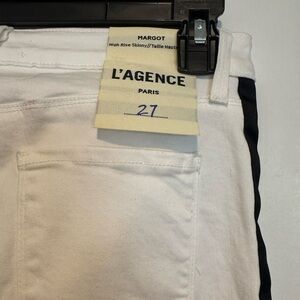 MARGOT
High Rise Skinny//Taille Haute
L'AGENCE
PARIS
27